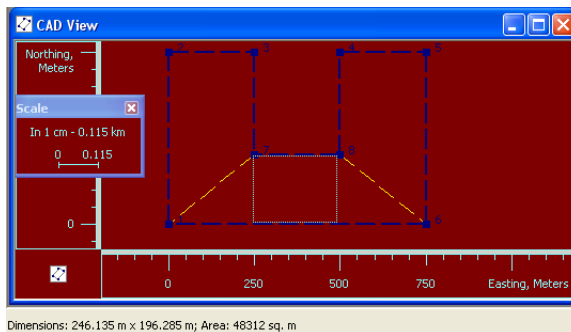 CAD View
Northing,
Meters
Scale
In 1 cm - 0.115 km
0 0.115
0
2 3 4 5
7 8
1 6
0 250 500 750 Easting, Meters
Dimensions: 246.135 m x 196.285 m; Area: 48312 sq. m